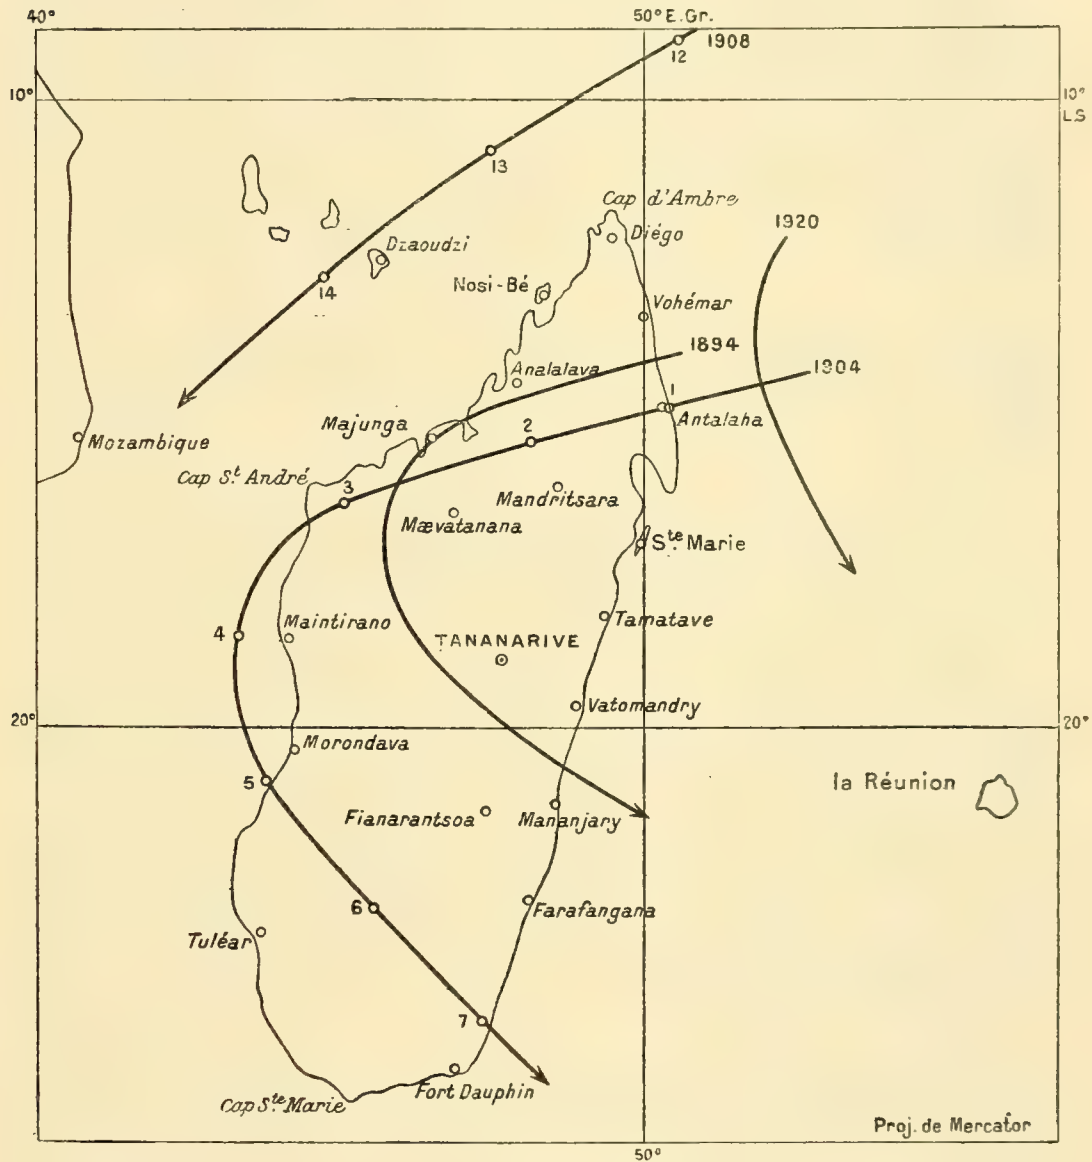 40°
50° E.Gr.
1908
12
10°
10°
L.S
13
Cap d'Ambre
1920
Diégo
Dzaoudzi
14
Nosi-Bé
Vohémar
1894
Analalava
1904
1
Antalaha
Majunga
2
Mozambique
Cap St. André
3
Mandritsara
Mævatanana
Ste Marie
4
Maintirano
Tamatave
TANANARIVE
Vatomandry
20°
20°
Morondava
5
la Réunion
Fianarantsoa
Mananjary
6
Farafangana
Tuléar
7
Fort Dauphin
Cap Ste Marie
Proj. de Mercator
50°